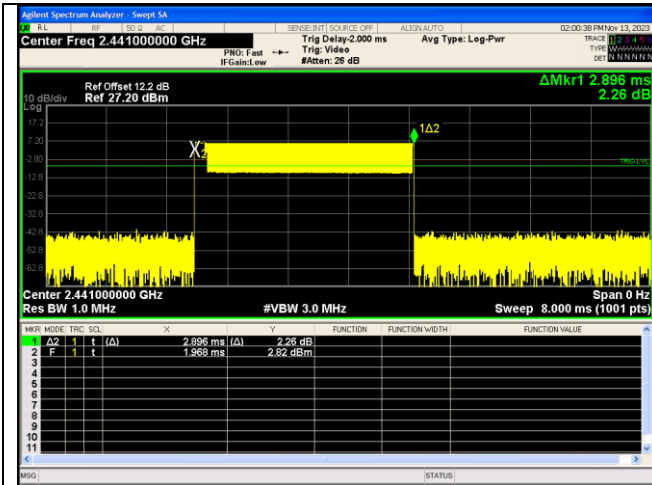 Agilent Spectrum Analyzer - Swept SA
RL RF 50 Ω AC SENSE:INT SOURCE OFF ALIGN AUTO 02:00:38 PM Nov 13, 2023
Center Freq 2.441000000 GHz
PNO: Fast
IFGain:Low
Trig Delay-2.000 ms
Trig: Video
#Atten: 26 dB
Avg Type: Log-Pwr
TRACE 1 2 3 4 5 6
TYPE
DET N N N N N N
ΔMkr1 2.896 ms
2.26 dB
Ref Offset 12.2 dB
10 dB/div Ref 27.20 dBm
Log
17.2
7.20
-2.80
-12.8
-22.8
-32.8
-42.8
-52.8
-62.8
X2
1Δ2
TRIG LVL
Center 2.441000000 GHz Span 0 Hz
Res BW 1.0 MHz #VBW 3.0 MHz Sweep 8.000 ms (1001 pts)
MKR MODE TRC SCL X Y FUNCTION FUNCTION WIDTH FUNCTION VALUE
1 Δ2 1 t (Δ) 2.896 ms (Δ) 2.26 dB
2 F 1 t 1.968 ms 2.82 dBm
3
4
5
6
7
8
9
10
11
MSG STATUS